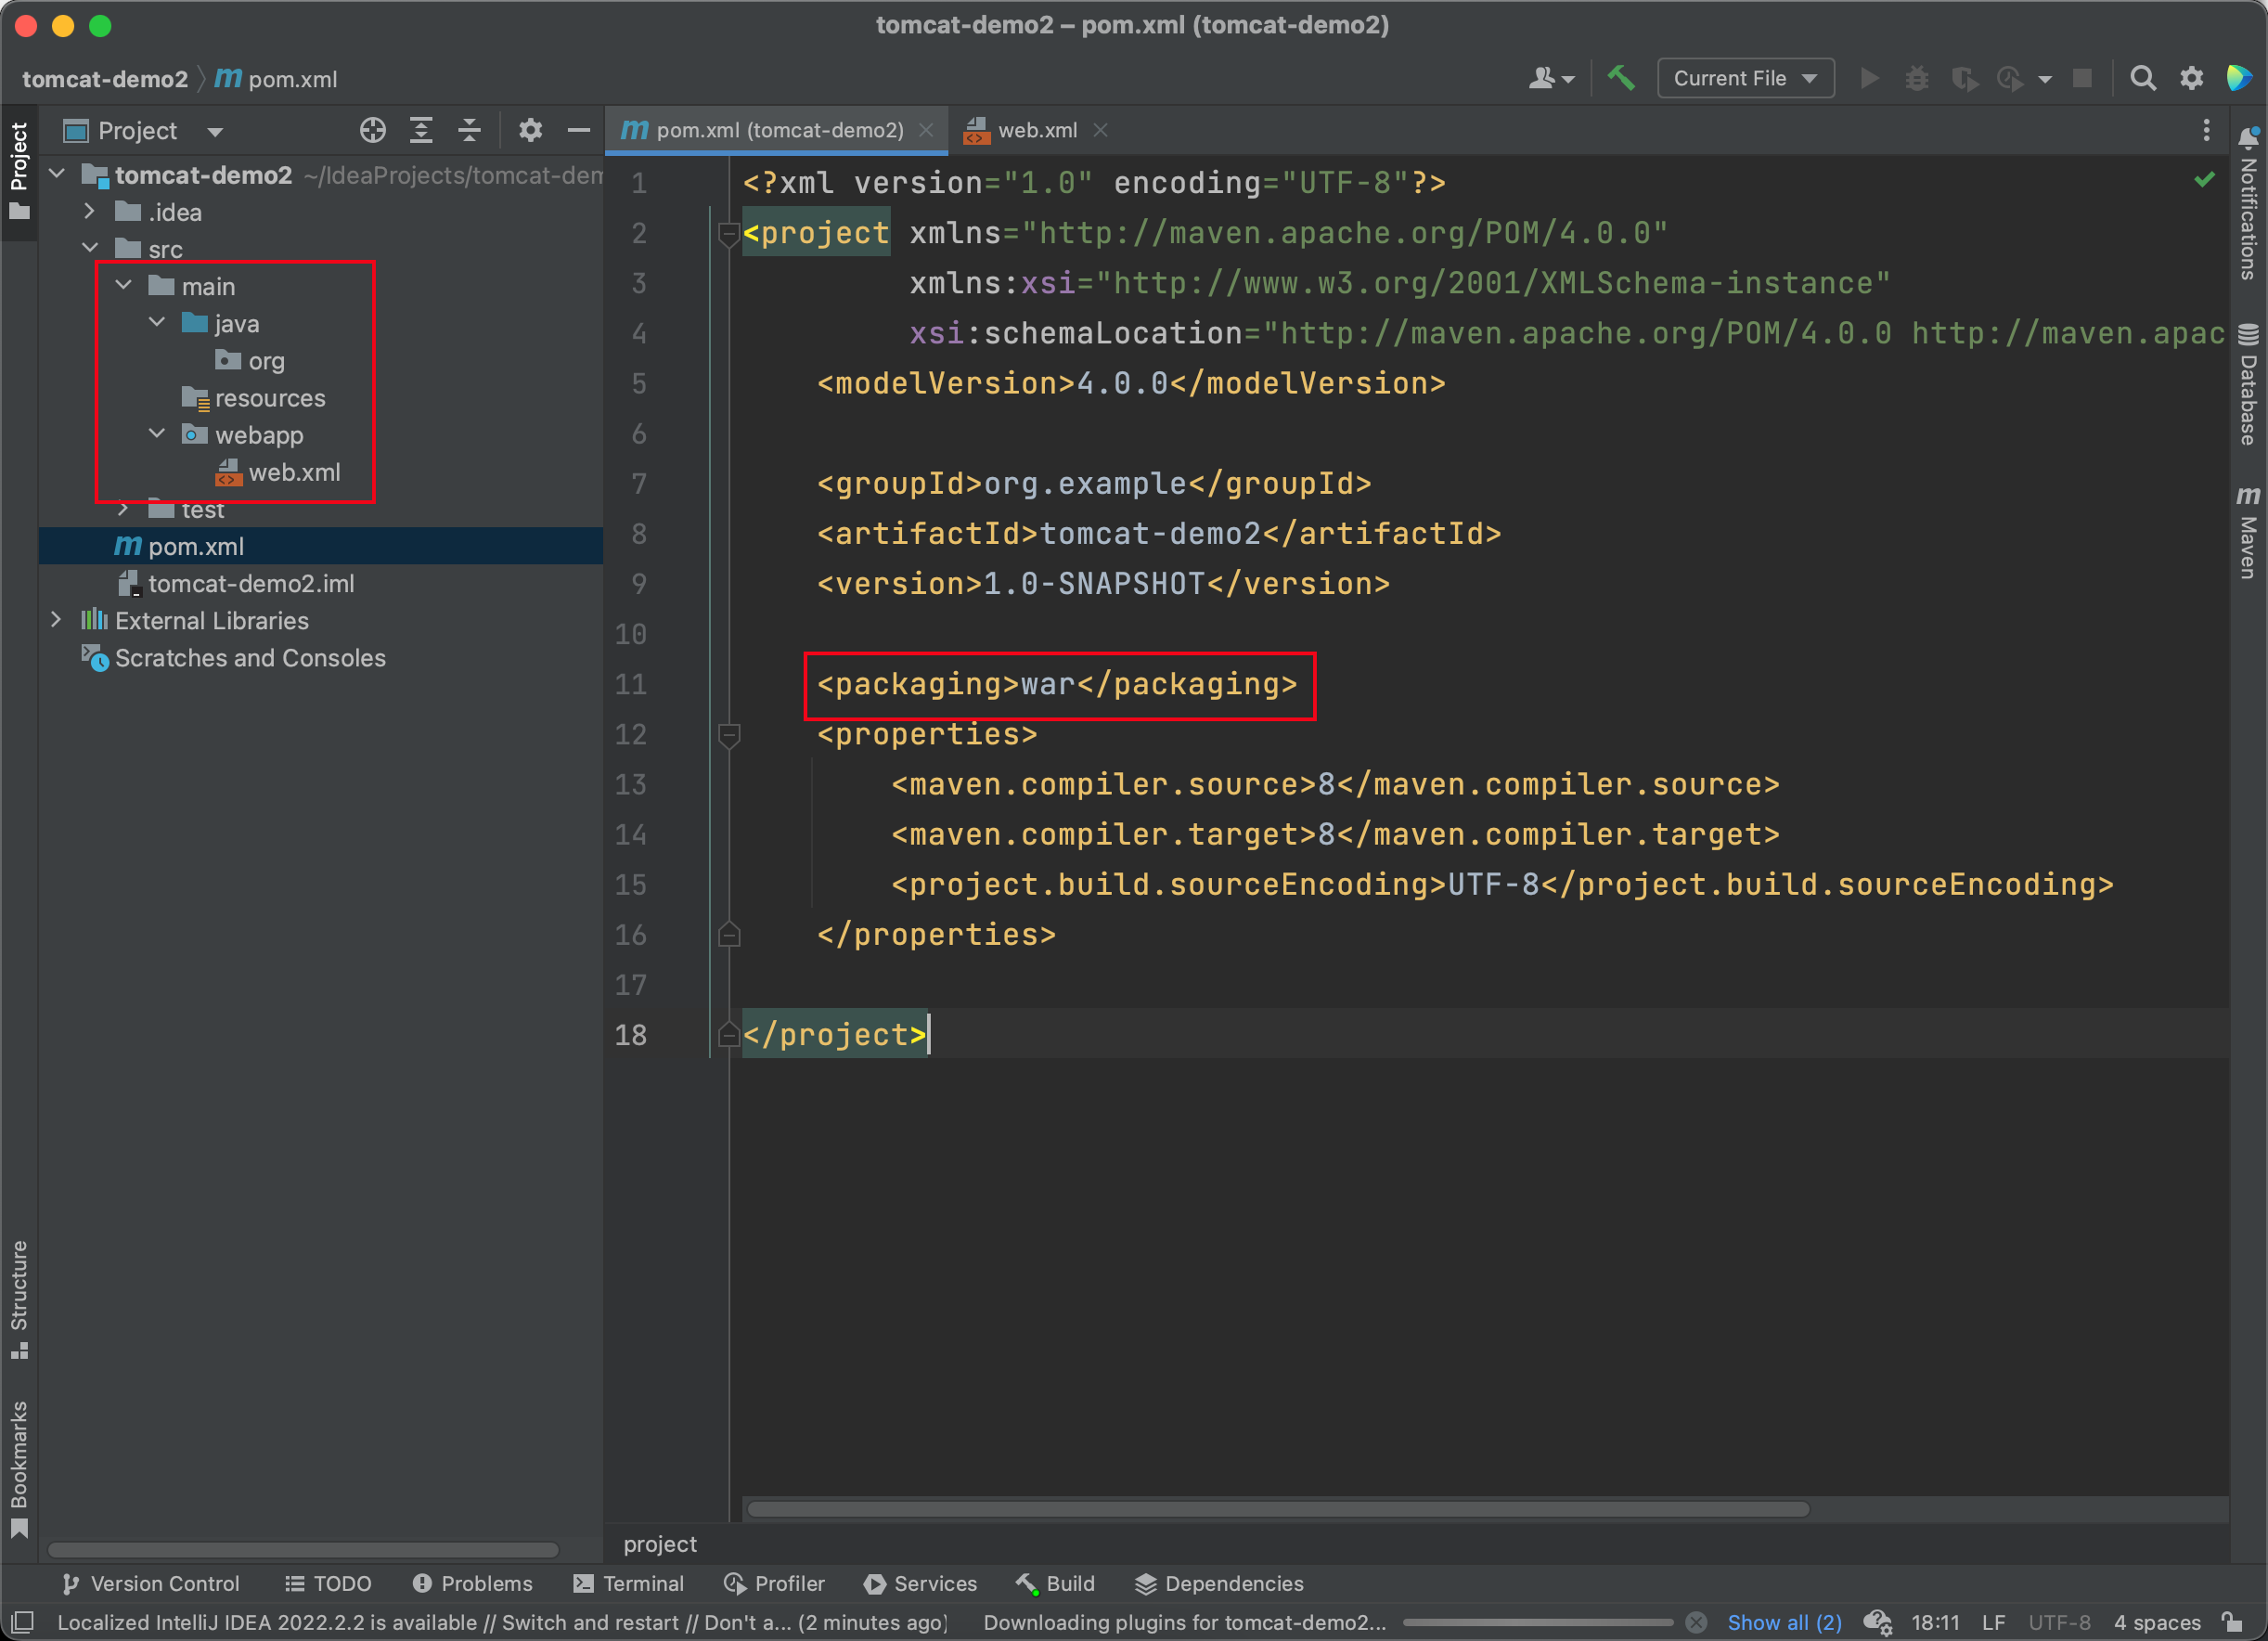 tomcat-demo2 – pom.xml (tomcat-demo2)
tomcat-demo2 〉 m pom.xml
Current File
Project
pom.xml (tomcat-demo2)
web.xml
Project
tomcat-demo2 ~/IdeaProjects/tomcat-dem
.idea
src
main
java
org
resources
webapp
web.xml
test
m pom.xml
tomcat-demo2.iml
External Libraries
Scratches and Consoles
Structure
Bookmarks
1 <?xml version="1.0" encoding="UTF-8"?>
2 <project xmlns="http://maven.apache.org/POM/4.0.0"
3 xmlns:xsi="http://www.w3.org/2001/XMLSchema-instance"
4 xsi:schemaLocation="http://maven.apache.org/POM/4.0.0 http://maven.apac
5 <modelVersion>4.0.0</modelVersion>
6
7 <groupId>org.example</groupId>
8 <artifactId>tomcat-demo2</artifactId>
9 <version>1.0-SNAPSHOT</version>
10
11 <packaging>war</packaging>
12 <properties>
13 <maven.compiler.source>8</maven.compiler.source>
14 <maven.compiler.target>8</maven.compiler.target>
15 <project.build.sourceEncoding>UTF-8</project.build.sourceEncoding>
16 </properties>
17
18 </project>
project
Notifications
Database
m Maven
Version Control
TODO
Problems
Terminal
Profiler
Services
Build
Dependencies
Localized IntelliJ IDEA 2022.2.2 is available // Switch and restart // Don't a... (2 minutes ago)
Downloading plugins for tomcat-demo2...
Show all (2)
18:11
LF
UTF-8
4 spaces